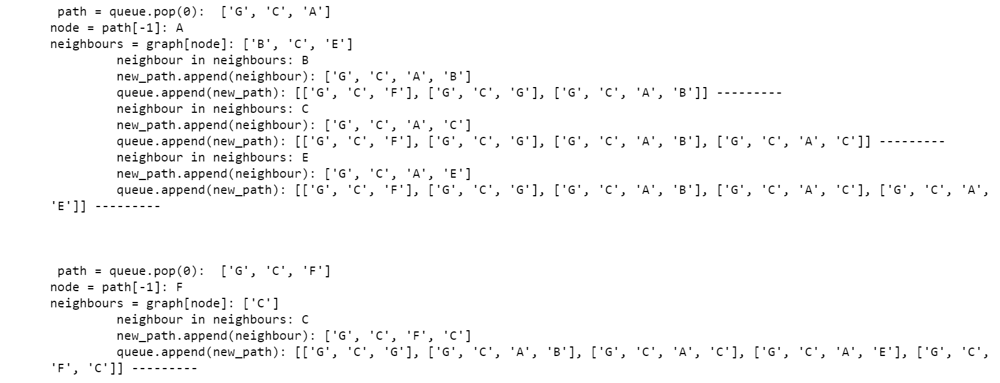 path = queue.pop(0):  ['G', 'C', 'A']
node = path[-1]: A
neighbours = graph[node]: ['B', 'C', 'E']
neighbour in neighbours: B
new_path.append(neighbour): ['G', 'C', 'A', 'B']
queue.append(new_path): [['G', 'C', 'F'], ['G', 'C', 'G'], ['G', 'C', 'A', 'B']] ---------
neighbour in neighbours: C
new_path.append(neighbour): ['G', 'C', 'A', 'C']
queue.append(new_path): [['G', 'C', 'F'], ['G', 'C', 'G'], ['G', 'C', 'A', 'B'], ['G', 'C', 'A', 'C']] ---------
neighbour in neighbours: E
new_path.append(neighbour): ['G', 'C', 'A', 'E']
queue.append(new_path): [['G', 'C', 'F'], ['G', 'C', 'G'], ['G', 'C', 'A', 'B'], ['G', 'C', 'A', 'C'], ['G', 'C', 'A',
'E']] ---------
path = queue.pop(0):  ['G', 'C', 'F']
node = path[-1]: F
neighbours = graph[node]: ['C']
neighbour in neighbours: C
new_path.append(neighbour): ['G', 'C', 'F', 'C']
queue.append(new_path): [['G', 'C', 'G'], ['G', 'C', 'A', 'B'], ['G', 'C', 'A', 'C'], ['G', 'C', 'A', 'E'], ['G', 'C',
'F', 'C']] ---------